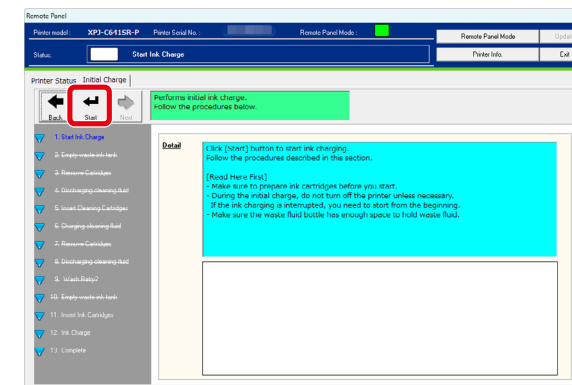 Remote Panel
Printer model : XPJ-C641SR-P Printer Serial No. : Remote Panel Mode :
Remote Panel Mode
Status: Start Ink Charge
Printer Info. Exit
Printer Status Initial Charge
Back Start Next
Performs initial ink charge.
Follow the procedures below.
1. Start Ink Charge
2. Empty waste ink tank
3. Remove Cartridges
4. Discharging cleaning fluid
5. Insert Cleaning Cartridges
6. Charging cleaning fluid
7. Remove Cartridges
8. Discharging cleaning fluid
9. Wash Retry?
10. Empty waste ink tank
11. Insert Ink Cartridges
12. Ink Charge
13. Complete
Detail
Click [Start] button to start ink charging.
Follow the procedures described in this section.
[Read Here First]
- Make sure to prepare ink cartridges before you start.
- During the initial charge, do not turn off the printer unless necessary.
If the ink charging is interrupted, you need to start from the beginning.
- Make sure the waste fluid bottle has enough space to hold waste fluid.